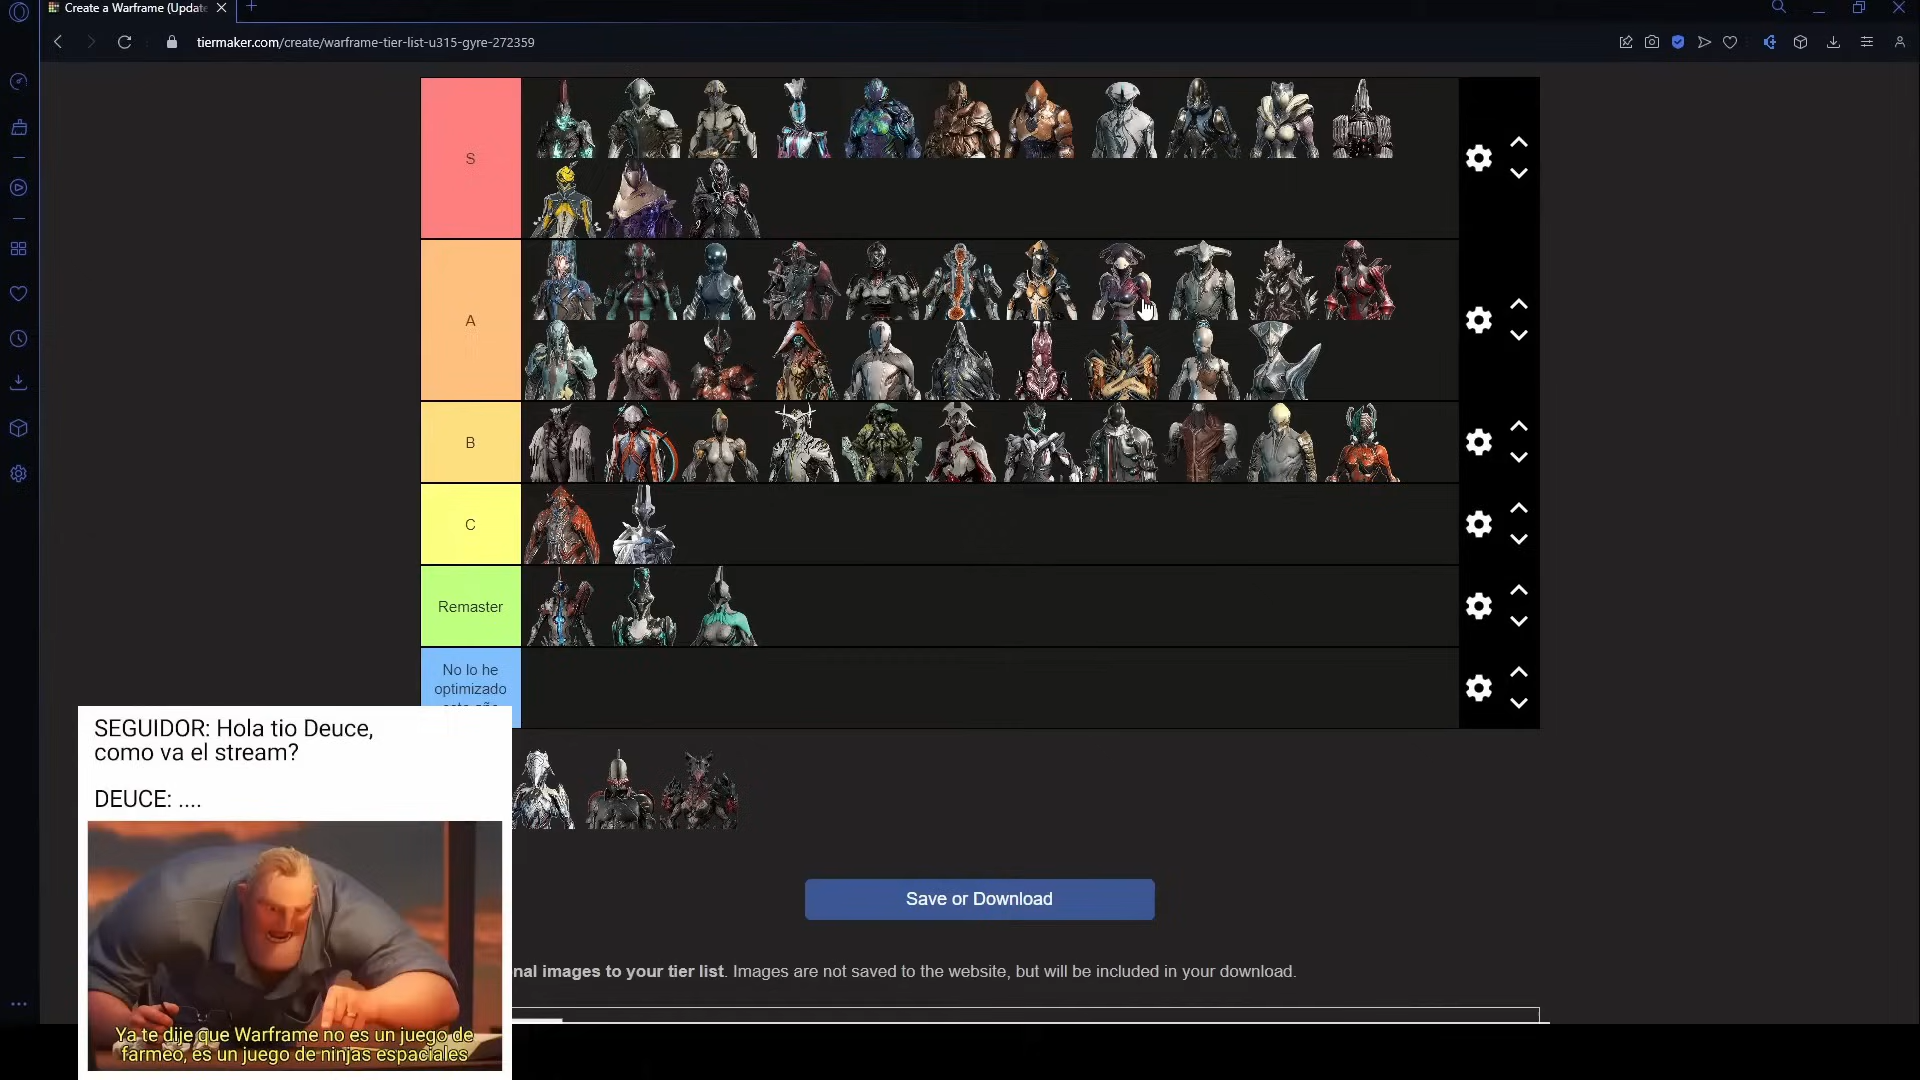 Create a Warframe (Updat
tiermaker.com/create/warframe-tier-list-u315-gyre-272359
S
A
B
C
Remaster
No lo he
optimizado
SEGUIDOR: Hola tio Deuce,
como va el stream?
DEUCE: ....
Ya te dije que Warframe no es un juego de
farmeo, es un juego de ninjas espaciales
Save or Download
nal images to your tier list. Images are not saved to the website, but will be included in your download.